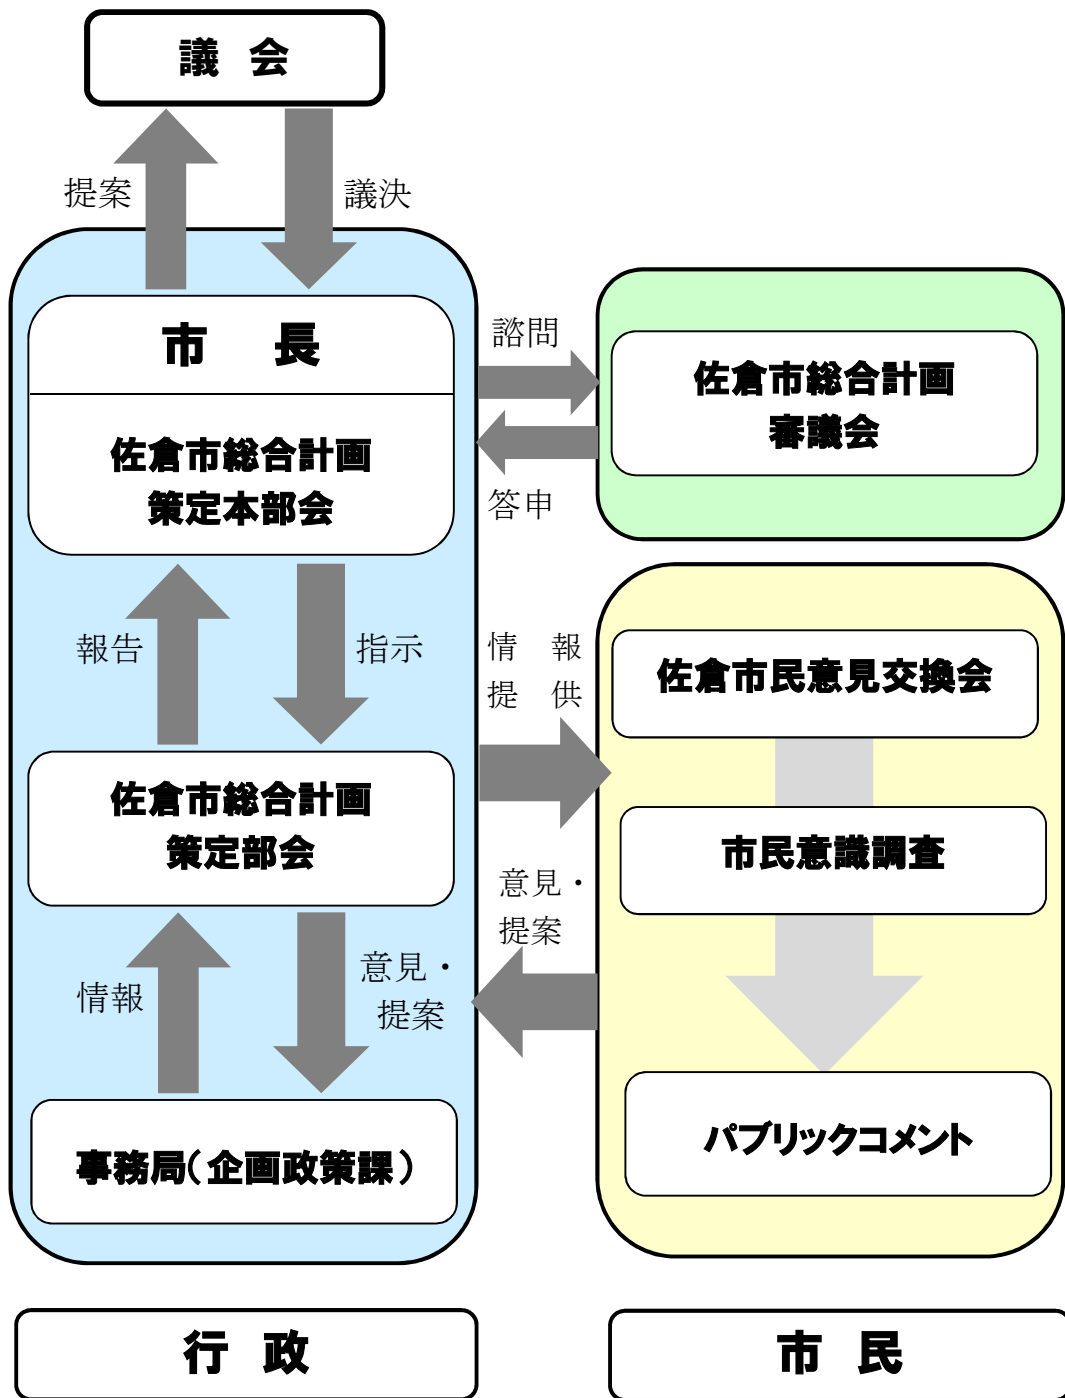 議 会
提案
議決
市 長
佐倉市総合計画
策定本部会
諮問
答申
佐倉市総合計画
審議会
報告
指示
情 報
提 供
佐倉市民意見交換会
佐倉市総合計画
策定部会
市民意識調査
意見・
提案
情報
意見・
提案
事務局(企画政策課)
パブリックコメント
行 政
市 民